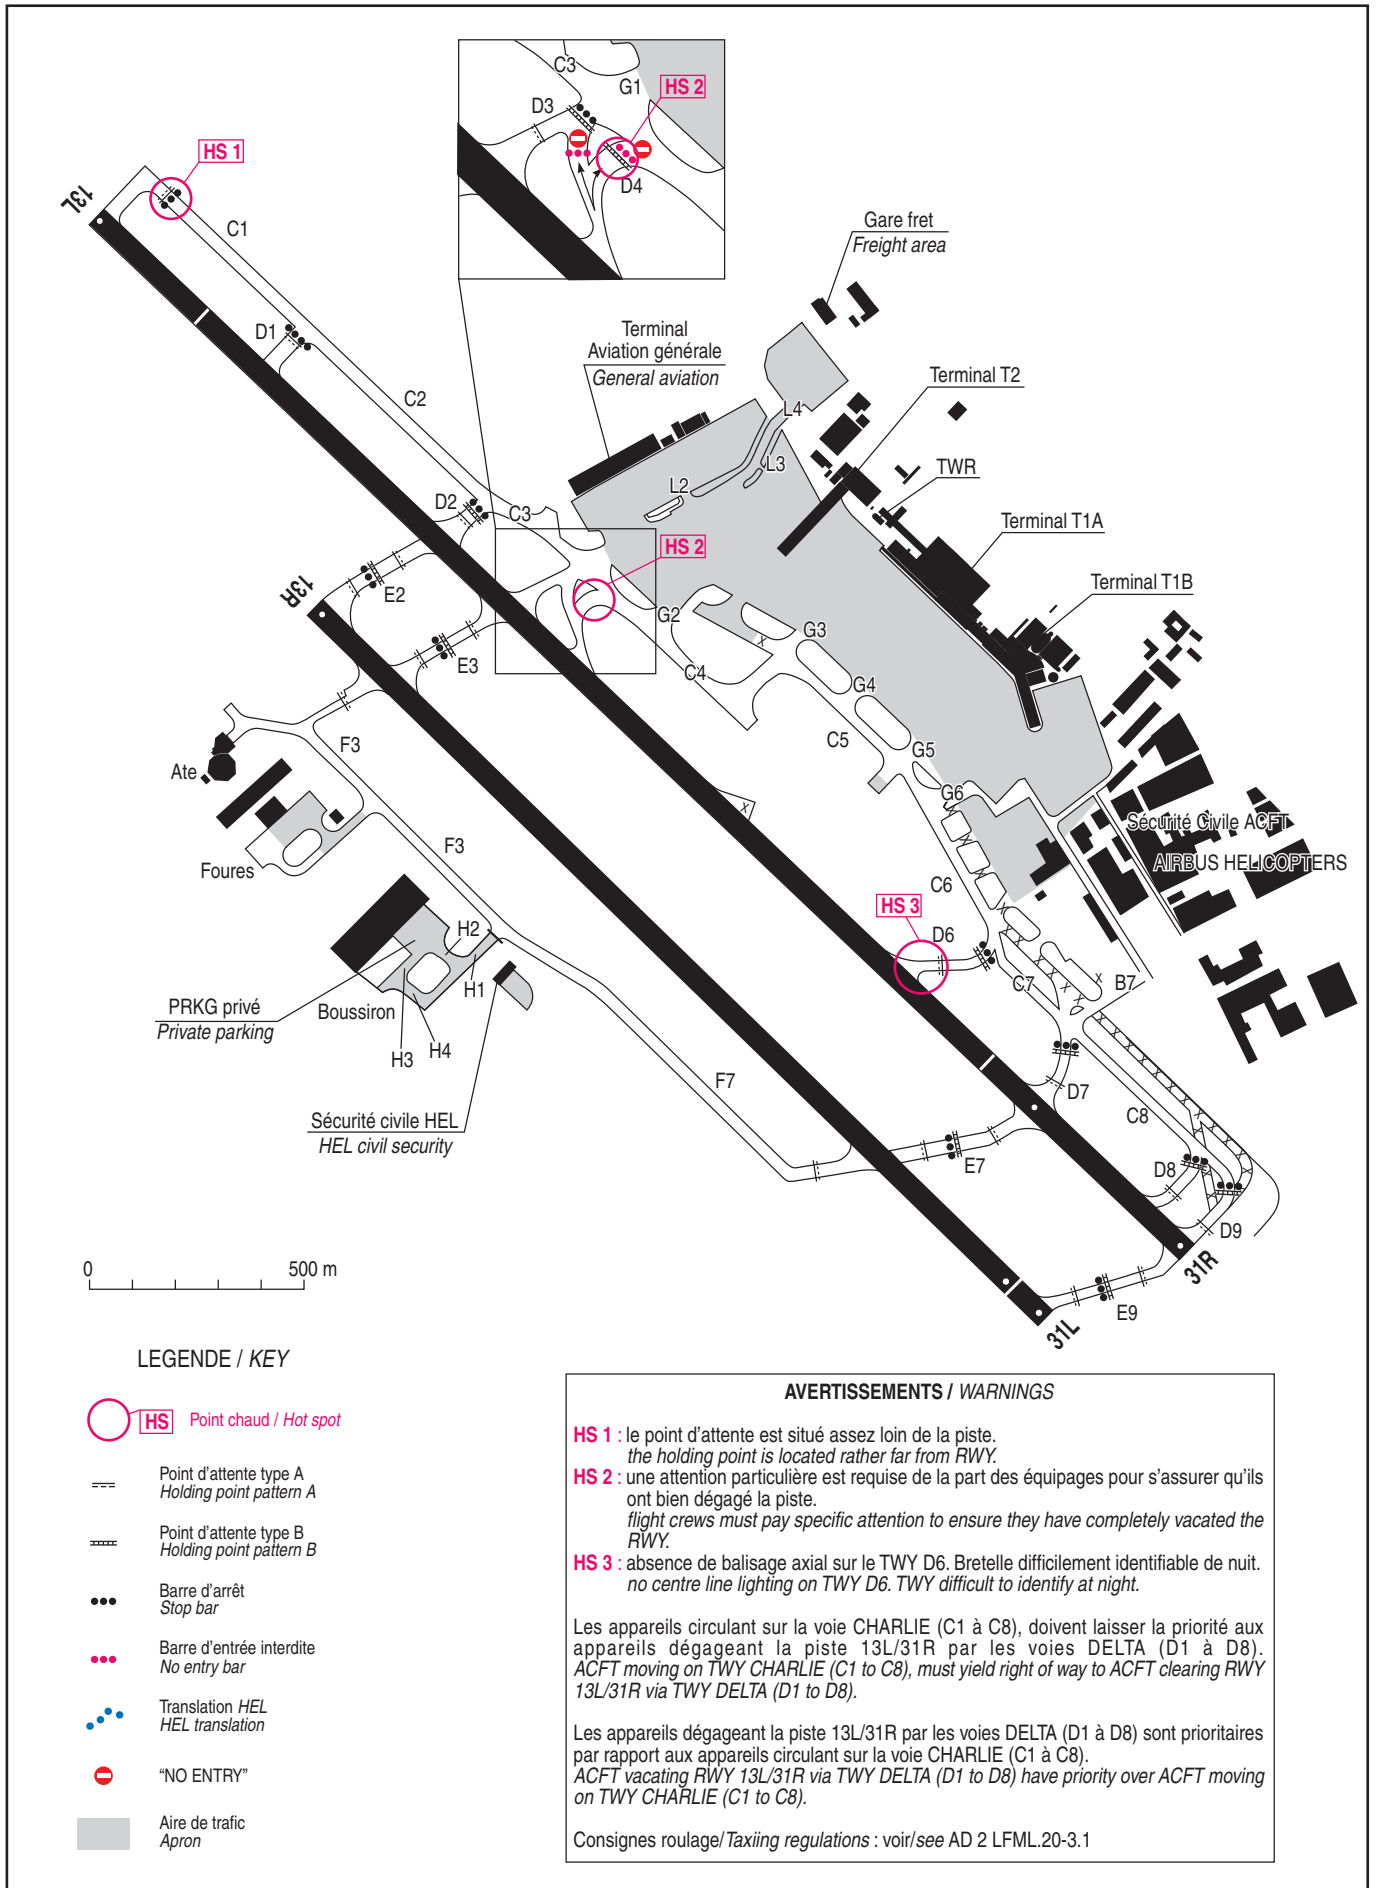 C3
G1
HS 2
D3
D4
HS 1
13L
C1
Gare fret
Freight area
D1
Terminal
Aviation générale
General aviation
C2
Terminal T2
L4
TWR
L3
L2
D2
C3
Terminal T1A
HS 2
Terminal T1B
13R
E2
G2
G3
E3
C4
G4
F3
C5
G5
Ate
G6
X
Sécurité Civile ACFT
F3
AIRBUS HELICOPTERS
Foures
C6
HS 3
D6
H2
C7
B7
H1
PRKG privé
Private parking
Boussiron
H4
H3
F7
D7
C8
Sécurité civile HEL
HEL civil security
E7
D8
D9
31R
0 500 m
E9
31L
LEGENDE / KEY
HS Point chaud / Hot spot
Point d'attente type A
Holding point pattern A
Point d'attente type B
Holding point pattern B
Barre d'arrêt
Stop bar
Barre d'entrée interdite
No entry bar
Translation HEL
HEL translation
“NO ENTRY”
Aire de trafic
Apron
AVERTISSEMENTS / WARNINGS
HS 1 : le point d'attente est situé assez loin de la piste.
the holding point is located rather far from RWY.
HS 2 : une attention particulière est requise de la part des équipages pour s'assurer qu'ils
ont bien dégagé la piste.
flight crews must pay specific attention to ensure they have completely vacated the
RWY.
HS 3 : absence de balisage axial sur le TWY D6. Bretelle difficilement identifiable de nuit.
no centre line lighting on TWY D6. TWY difficult to identify at night.
Les appareils circulant sur la voie CHARLIE (C1 à C8), doivent laisser la priorité aux
appareils dégageant la piste 13L/31R par les voies DELTA (D1 à D8).
ACFT moving on TWY CHARLIE (C1 to C8), must yield right of way to ACFT clearing RWY
13L/31R via TWY DELTA (D1 to D8).
Les appareils dégageant la piste 13L/31R par les voies DELTA (D1 à D8) sont prioritaires
par rapport aux appareils circulant sur la voie CHARLIE (C1 à C8).
ACFT vacating RWY 13L/31R via TWY DELTA (D1 to D8) have priority over ACFT moving
on TWY CHARLIE (C1 to C8).
Consignes roulage/Taxiing regulations : voir/see AD 2 LFML.20-3.1